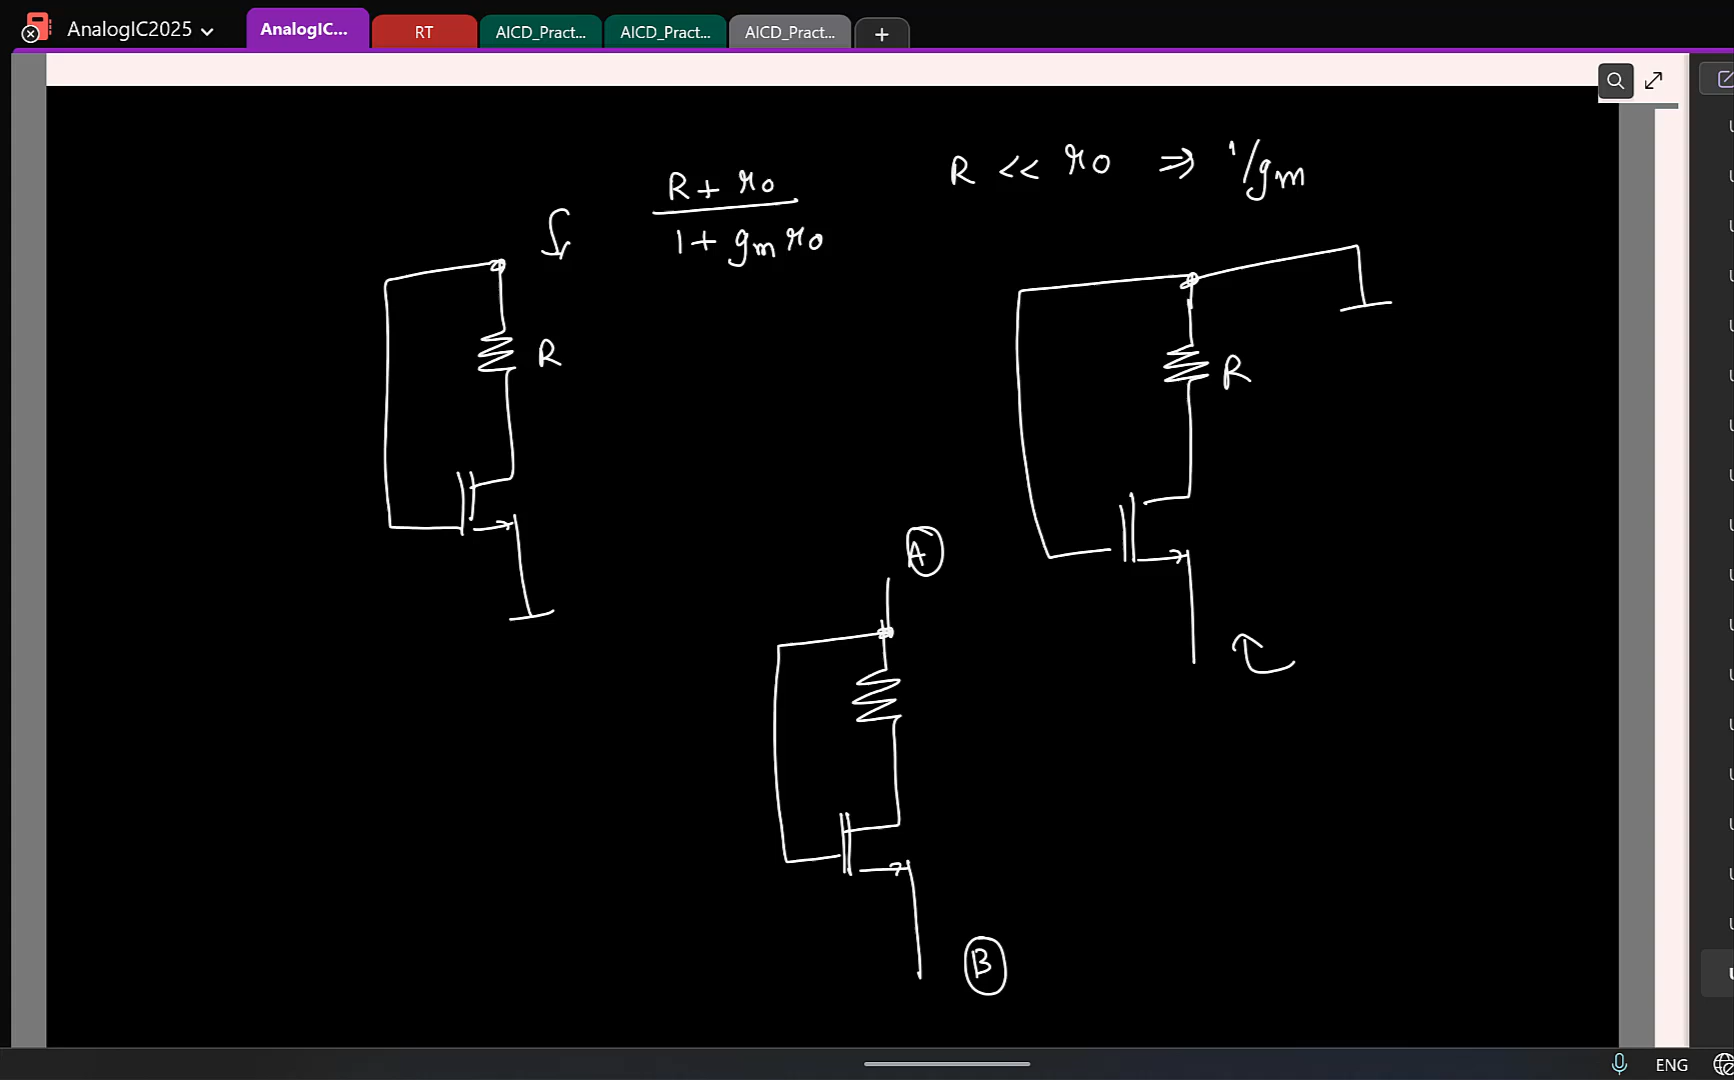 AnalogIC2025
AnalogIC...
RT
AICD_Pract...
AICD_Pract...
AICD_Pract...
+
R + ro
1 + gm ro
R << ro ⇒ 1/gm
R
R
A
B
ENG